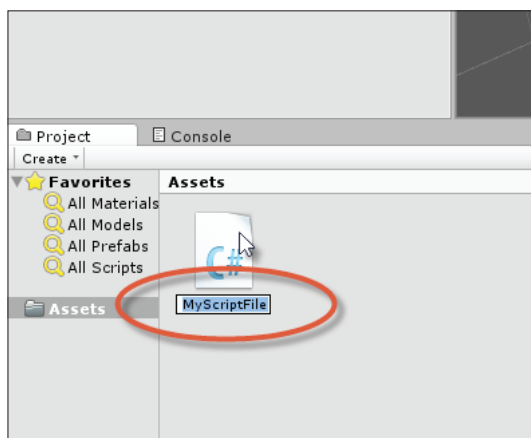 Project
Console
Create
Favorites
Assets
All Materials
All Models
All Prefabs
All Scripts
Assets
C#
MyScriptFile